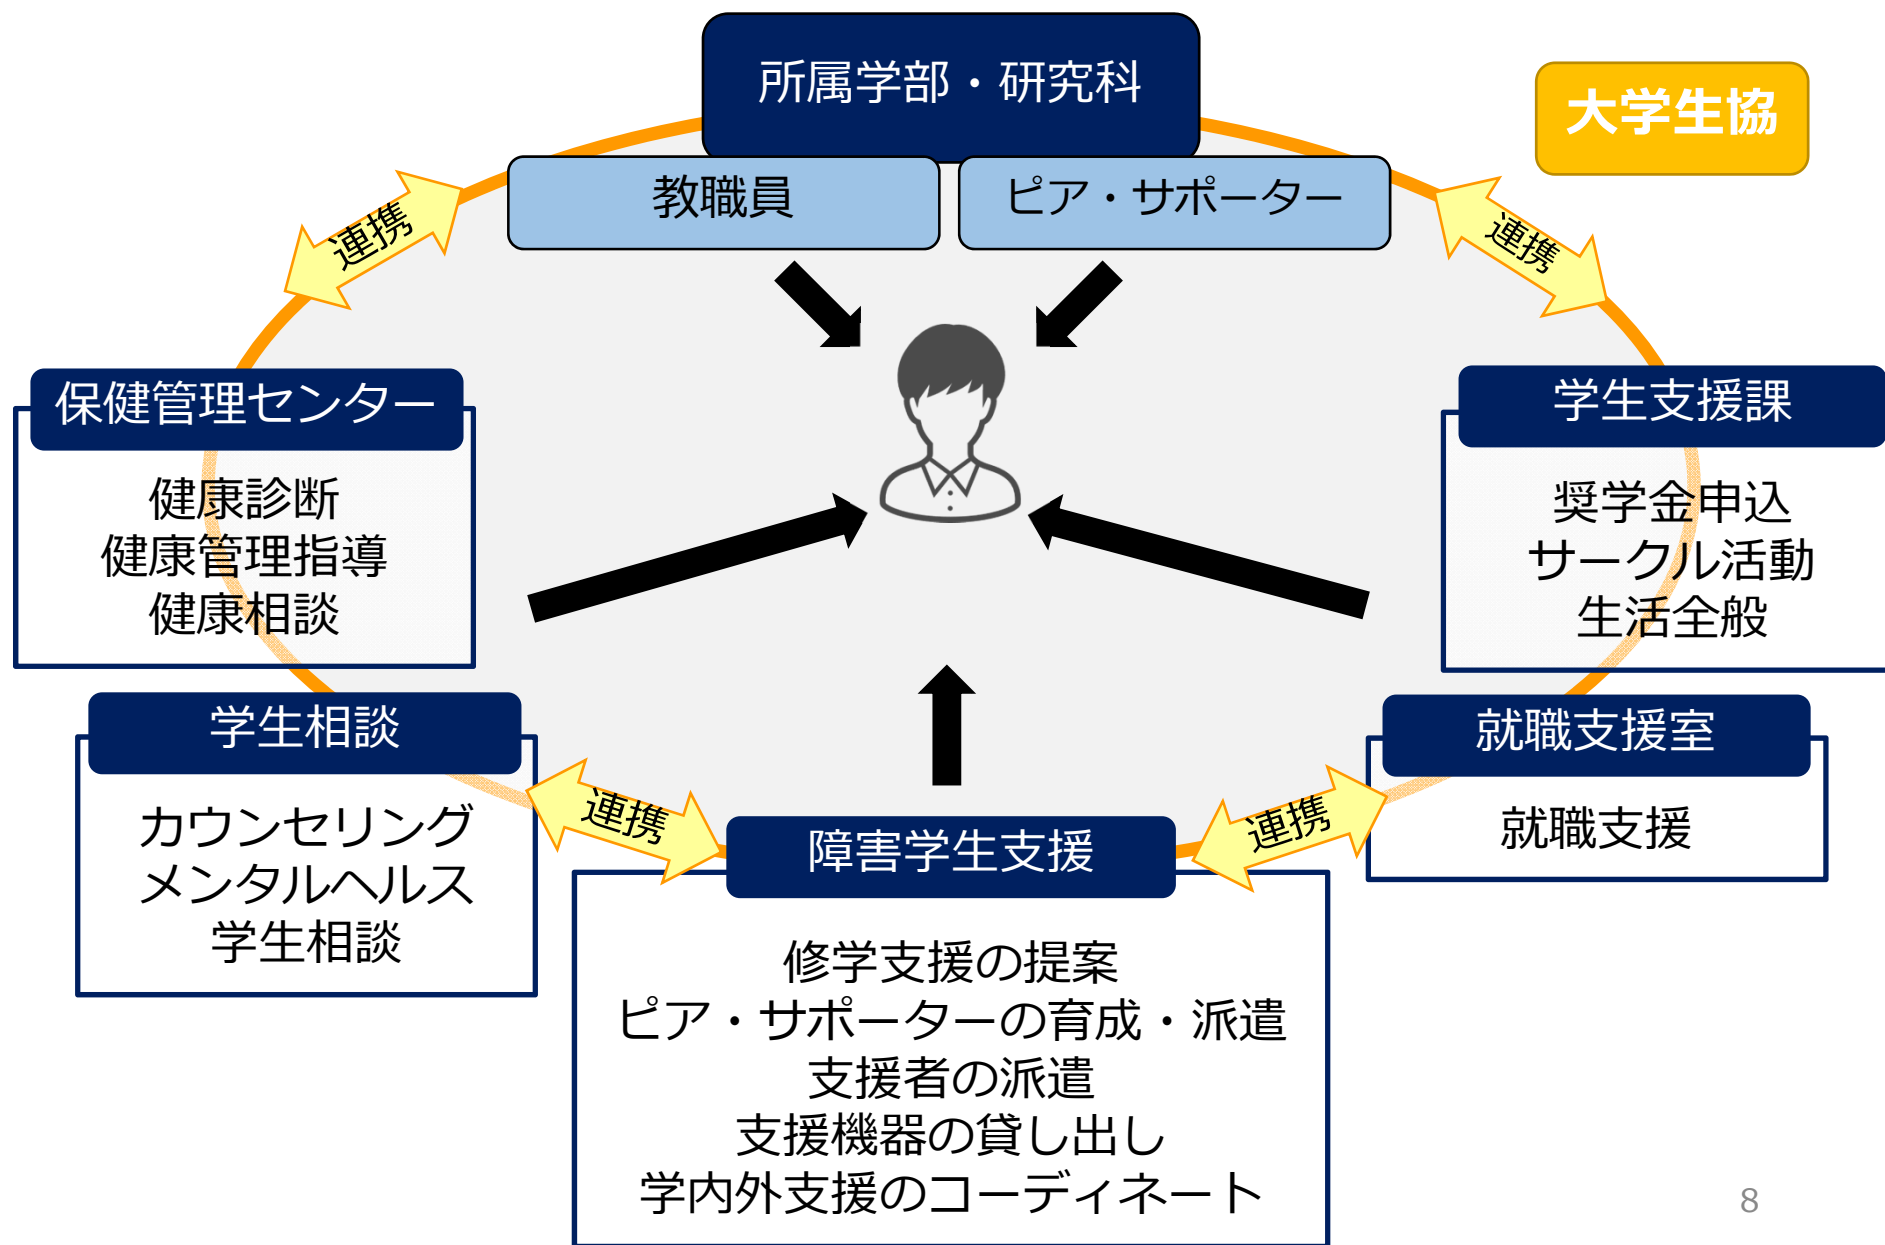 所属学部・研究科
大学生協
教職員
ピア・サポーター
連携
連携
保健管理センター
健康診断
健康管理指導
健康相談
学生支援課
奨学金申込
サークル活動
生活全般
学生相談
カウンセリング
メンタルヘルス
学生相談
就職支援室
就職支援
連携
連携
障害学生支援
修学支援の提案
ピア・サポーターの育成・派遣
支援者の派遣
支援機器の貸し出し
学内外支援のコーディネート
8